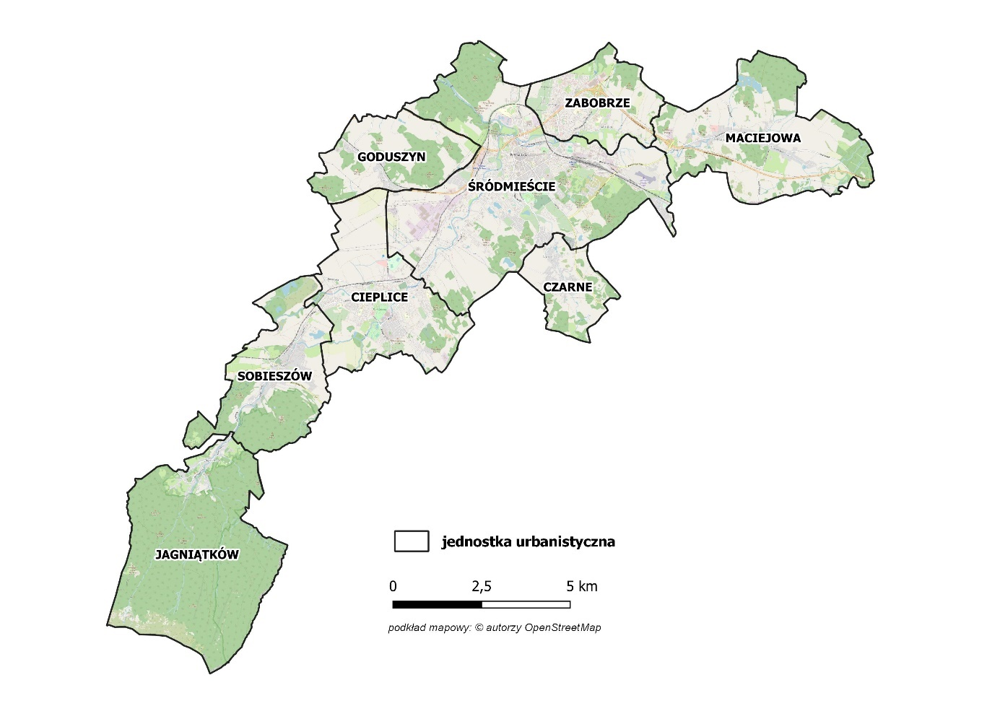 ZABOBRZE
MACIEJOWA
GODUSZYN
ŚRÓDMIEŚCIE
CZARNE
CIEPLICE
SOBIESZÓW
JAGNIĄTKÓW
jednostka urbanistyczna
0 2,5 5 km
podkład mapowy: © autorzy OpenStreetMap